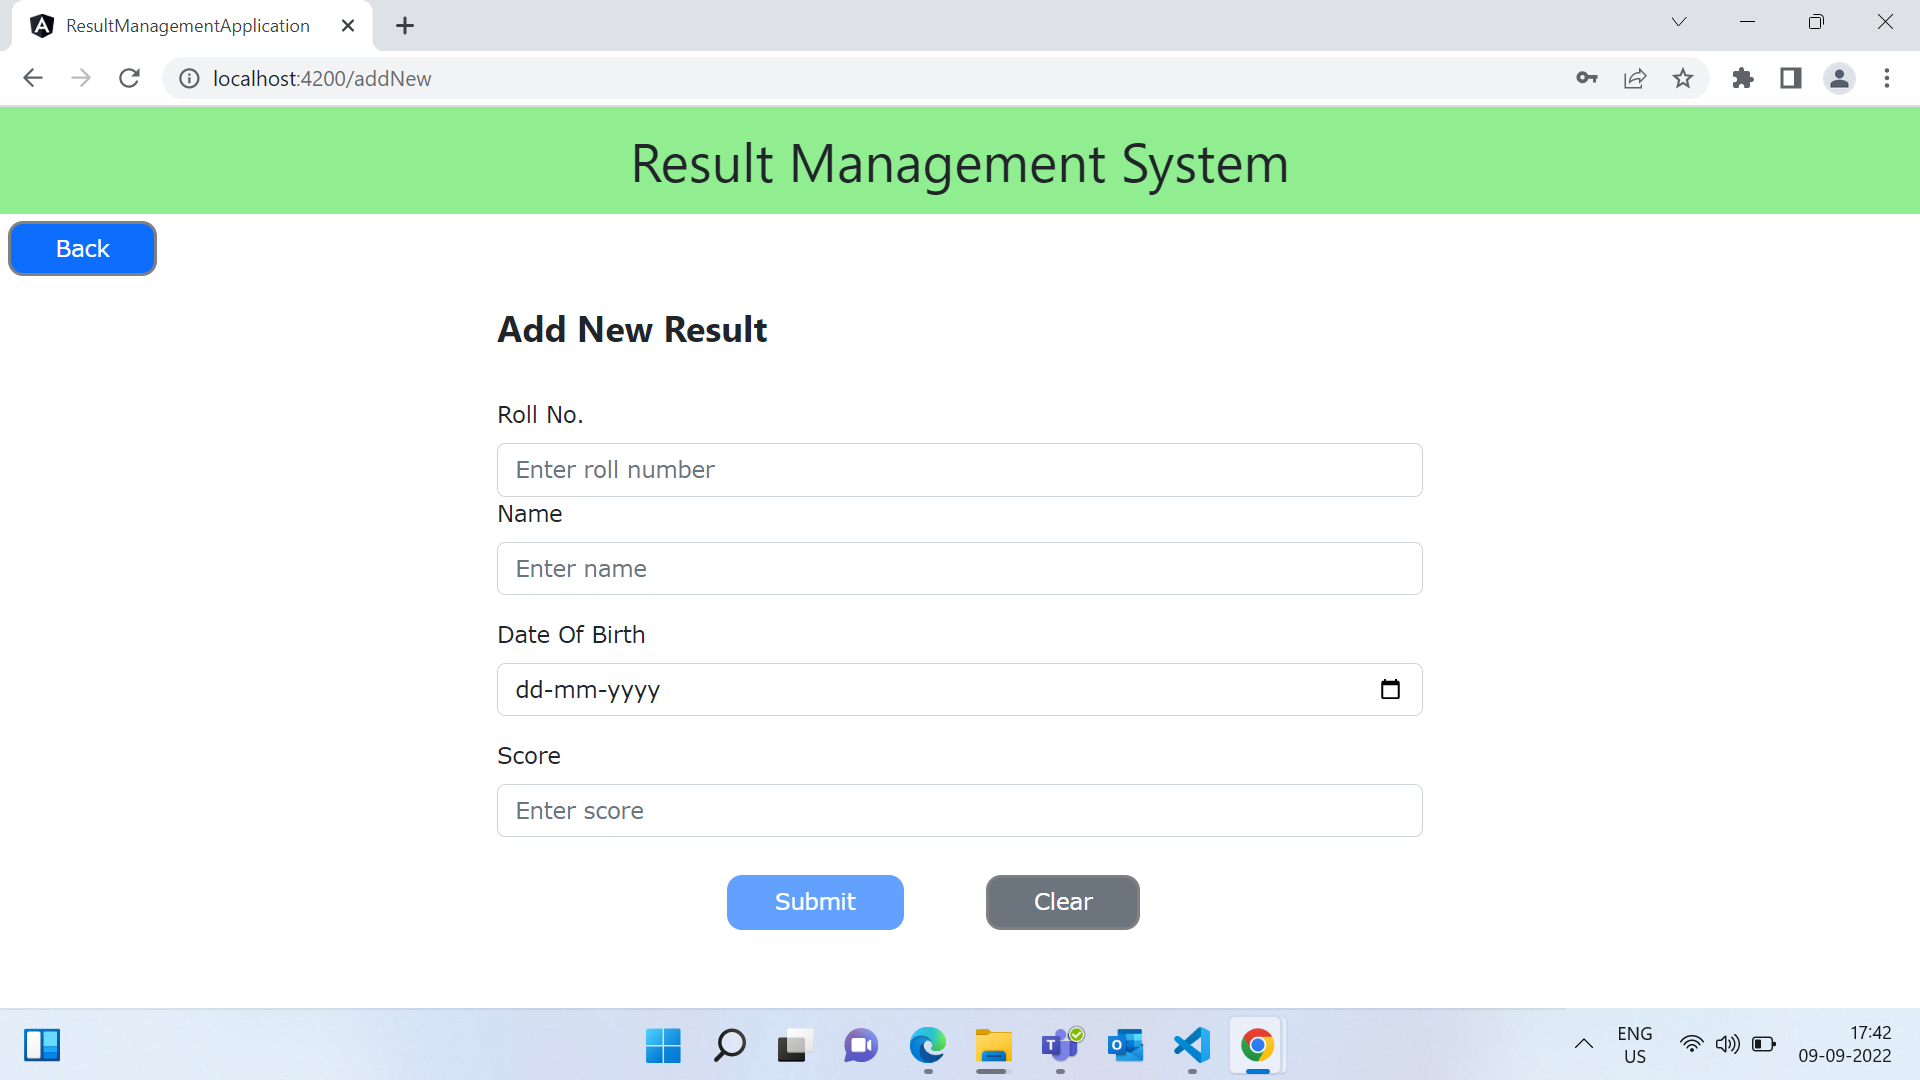 ResultManagementApplication
localhost:4200/addNew
Result Management System
Back
Add New Result
Roll No.
Enter roll number
Name
Enter name
Date Of Birth
dd-mm-yyyy
Score
Enter score
Submit Clear
ENG
US
17:42
09-09-2022